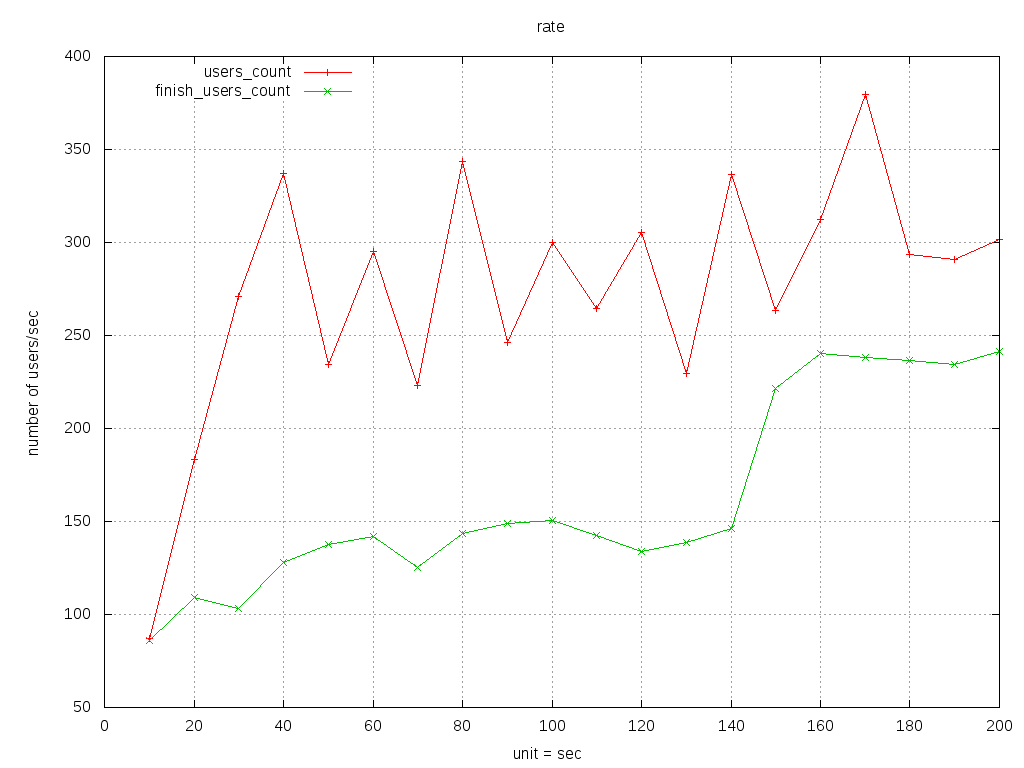 rate
400
350
300
250
200
150
100
50
0 20 40 60 80 100 120 140 160 180 200
users_count
finish_users_count
number of users/sec
unit = sec